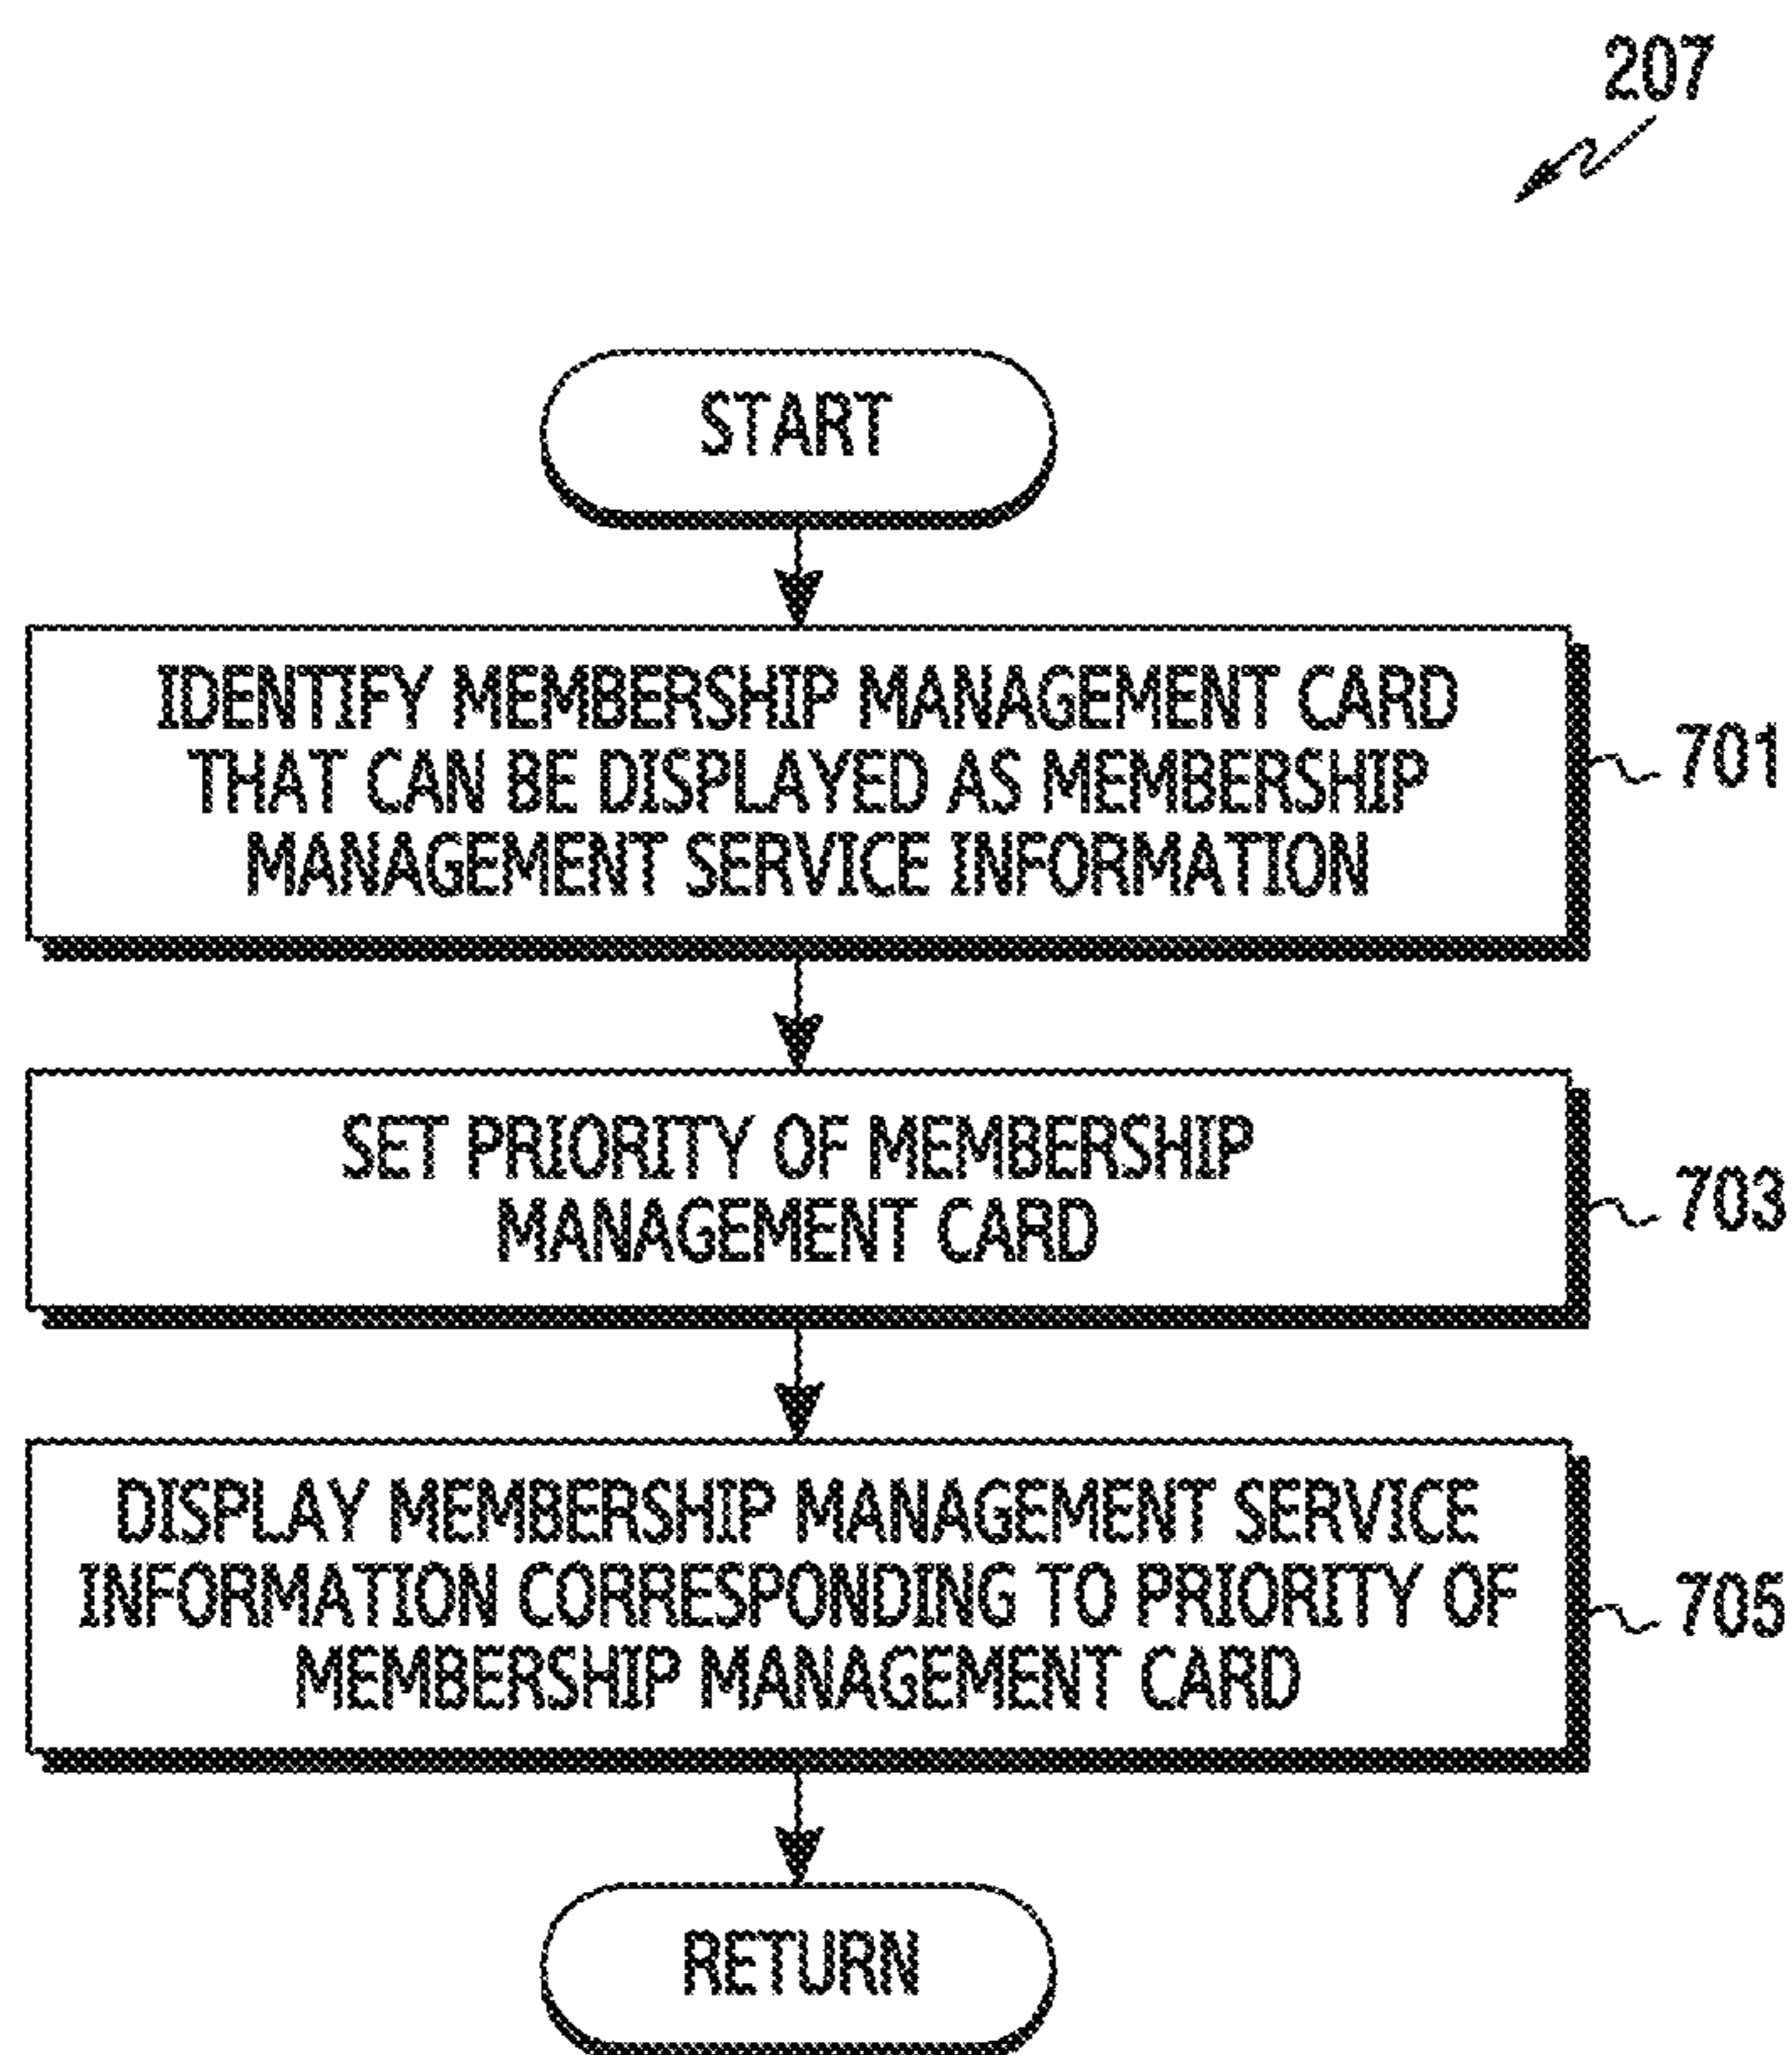 207
START
IDENTIFY MEMBERSHIP MANAGEMENT CARD
THAT CAN BE DISPLAYED AS MEMBERSHIP
MANAGEMENT SERVICE INFORMATION
701
SET PRIORITY OF MEMBERSHIP
MANAGEMENT CARD
703
DISPLAY MEMBERSHIP MANAGEMENT SERVICE
INFORMATION CORRESPONDING TO PRIORITY OF
MEMBERSHIP MANAGEMENT CARD
705
RETURN